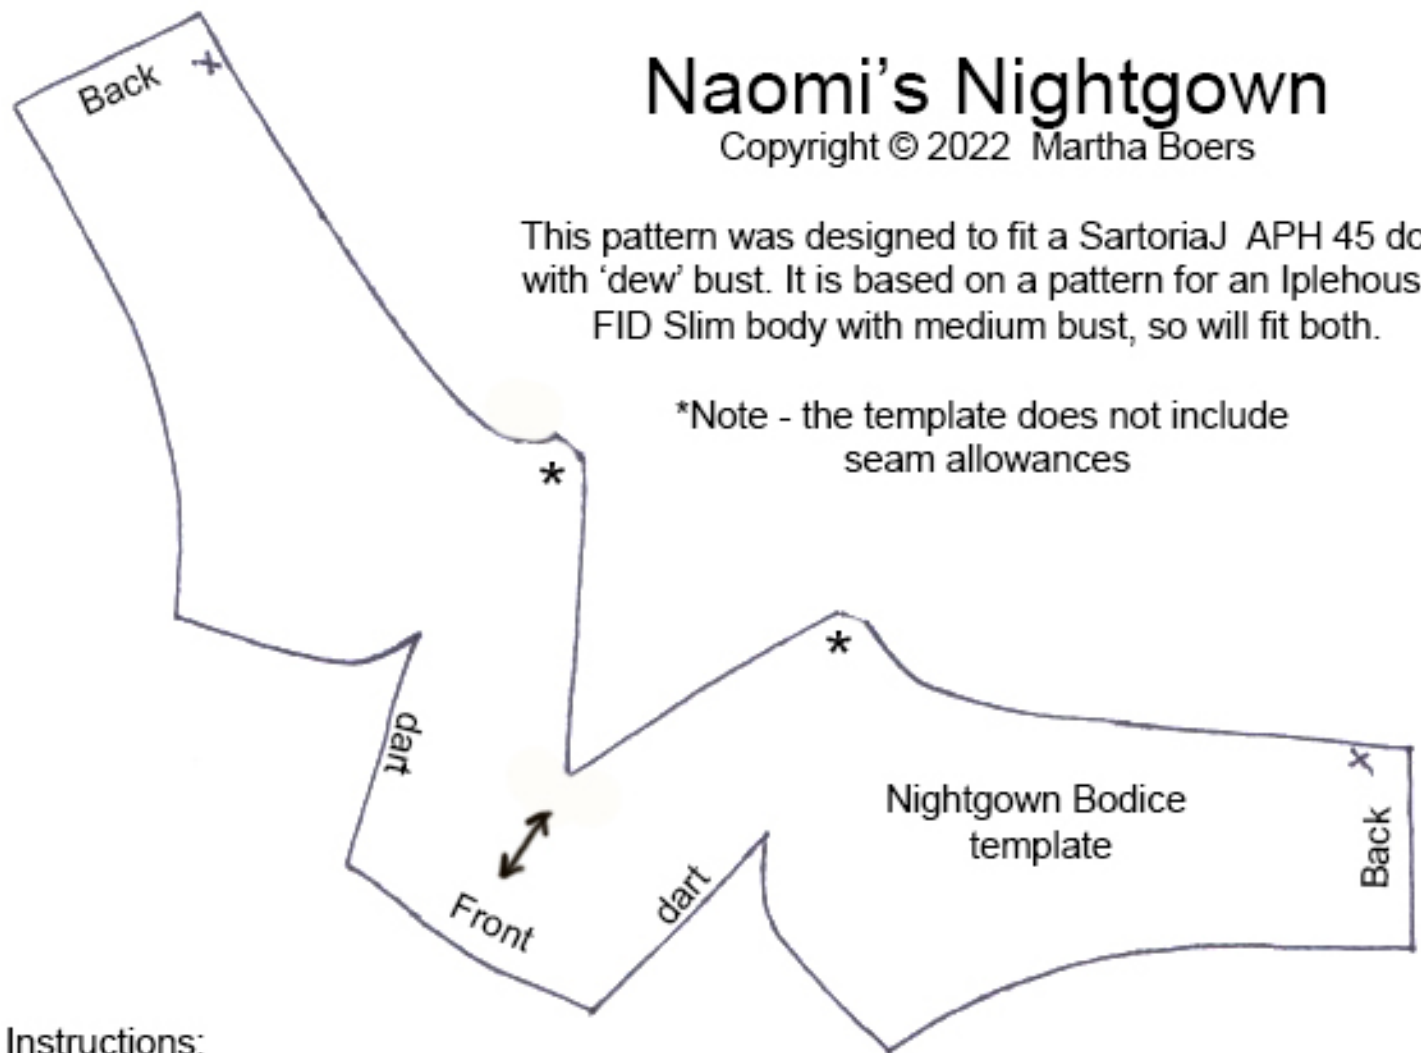 Naomi's Nightgown
Copyright © 2022 Martha Boers
This pattern was designed to fit a SartoriaJ APH 45 do
with 'dew' bust. It is based on a pattern for an Iplehous
FID Slim body with medium bust, so will fit both.
*Note - the template does not include
seam allowances
Back
x
*
*
dart
x
Nightgown Bodice
template
Back
dart
Front
Instructions: